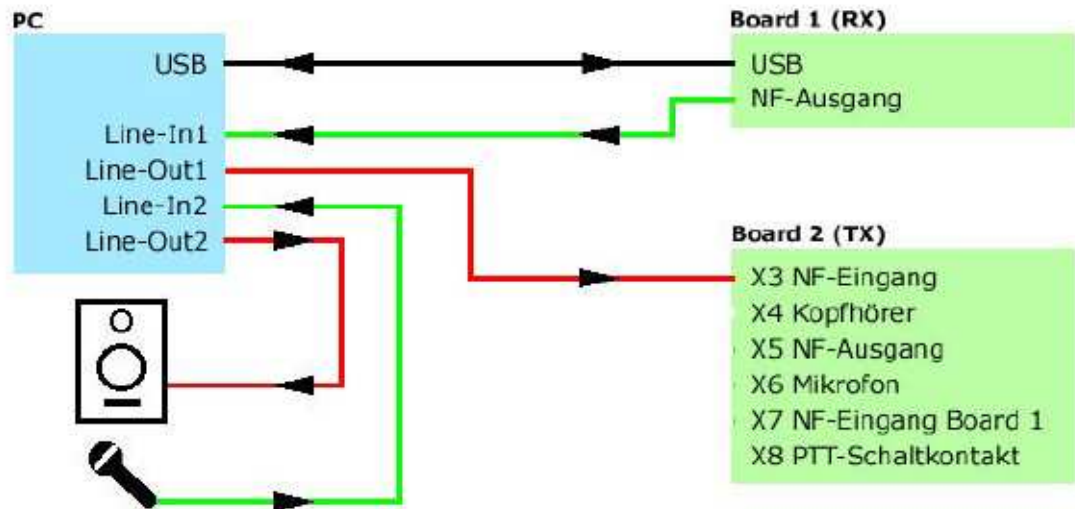 PC
USB
Line-In1
Line-Out1
Line-In2
Line-Out2
Board 1 (RX)
USB
NF-Ausgang
Board 2 (TX)
X3 NF-Eingang
X4 Kopfhörer
X5 NF-Ausgang
X6 Mikrofon
X7 NF-Eingang Board 1
X8 PTT-Schaltkontakt